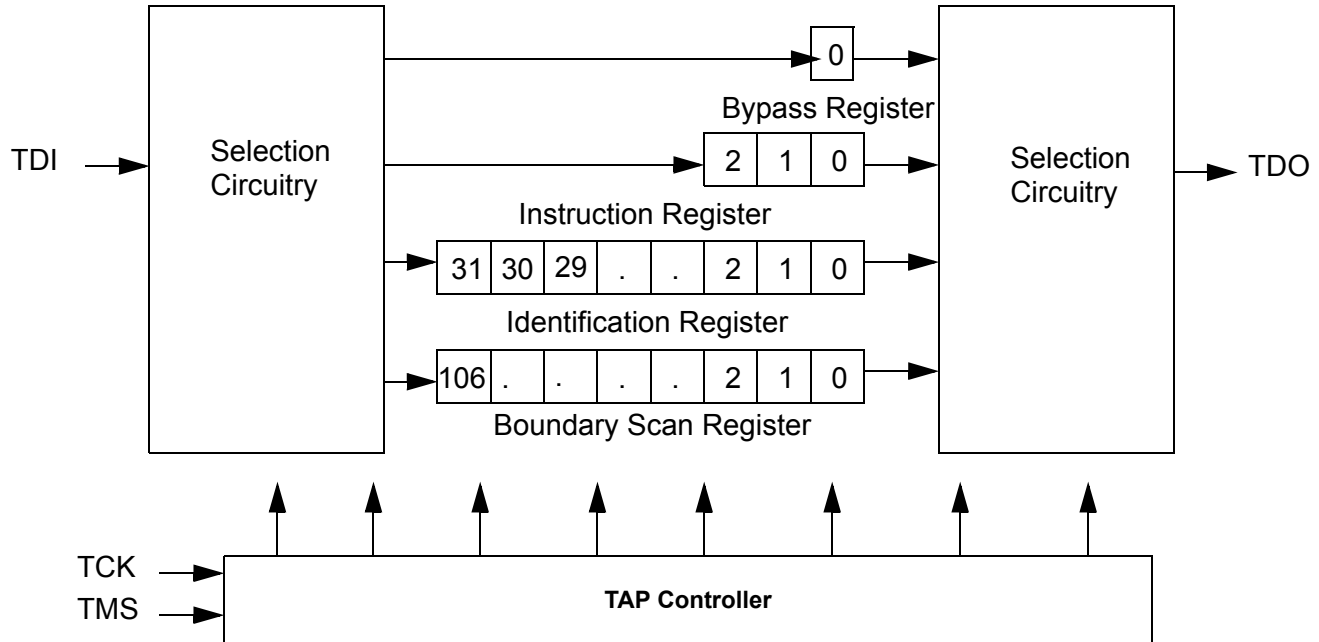 0
Bypass Register
TDI
Selection
Circuitry
2 1 0
Selection
Circuitry
TDO
Instruction Register
31 30 29 . . 2 1 0
Identification Register
106 . . . . 2 1 0
Boundary Scan Register
TCK
TMS
TAP Controller